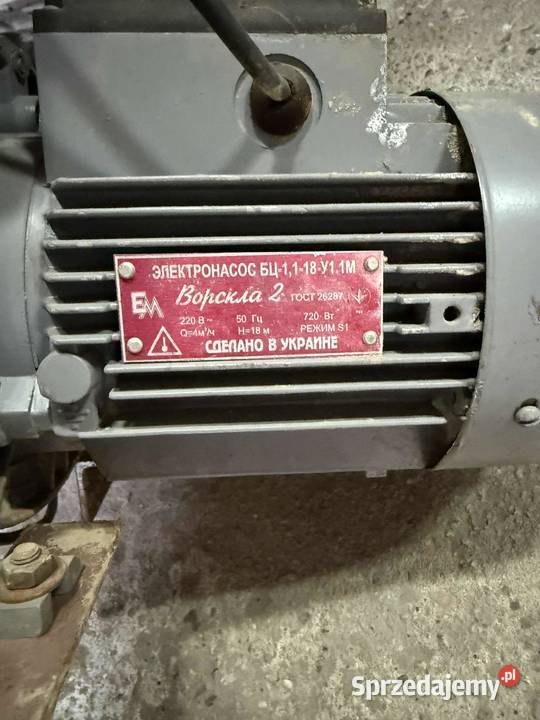 ЭЛЕКТРОНАСОС БЦ-1,1-18-У1.1М
ЕМ Ворскла 2 ГОСТ 26287
220 В ~ 50 Гц 720 Вт
Q=4м³/ч Н=18 м РЕЖИМ S1
СДЕЛАНО В УКРАИНЕ
Sprzedajemy.pl